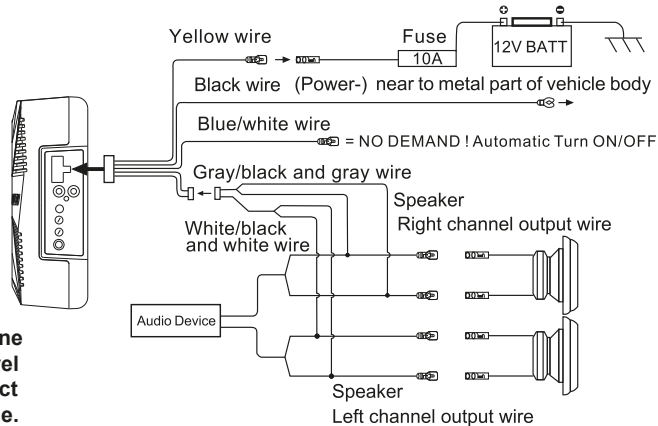 Yellow wire
Fuse
10A
12V BATT
Black wire (Power-) near to metal part of vehicle body
Blue/white wire
= NO DEMAND ! Automatic Turn ON/OFF
Gray/black and gray wire
Speaker
Right channel output wire
White/black
and white wire
Audio Device
ne
vel
ct
e.
Speaker
Left channel output wire